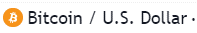 Bitcoin / U.S. Dollar ·